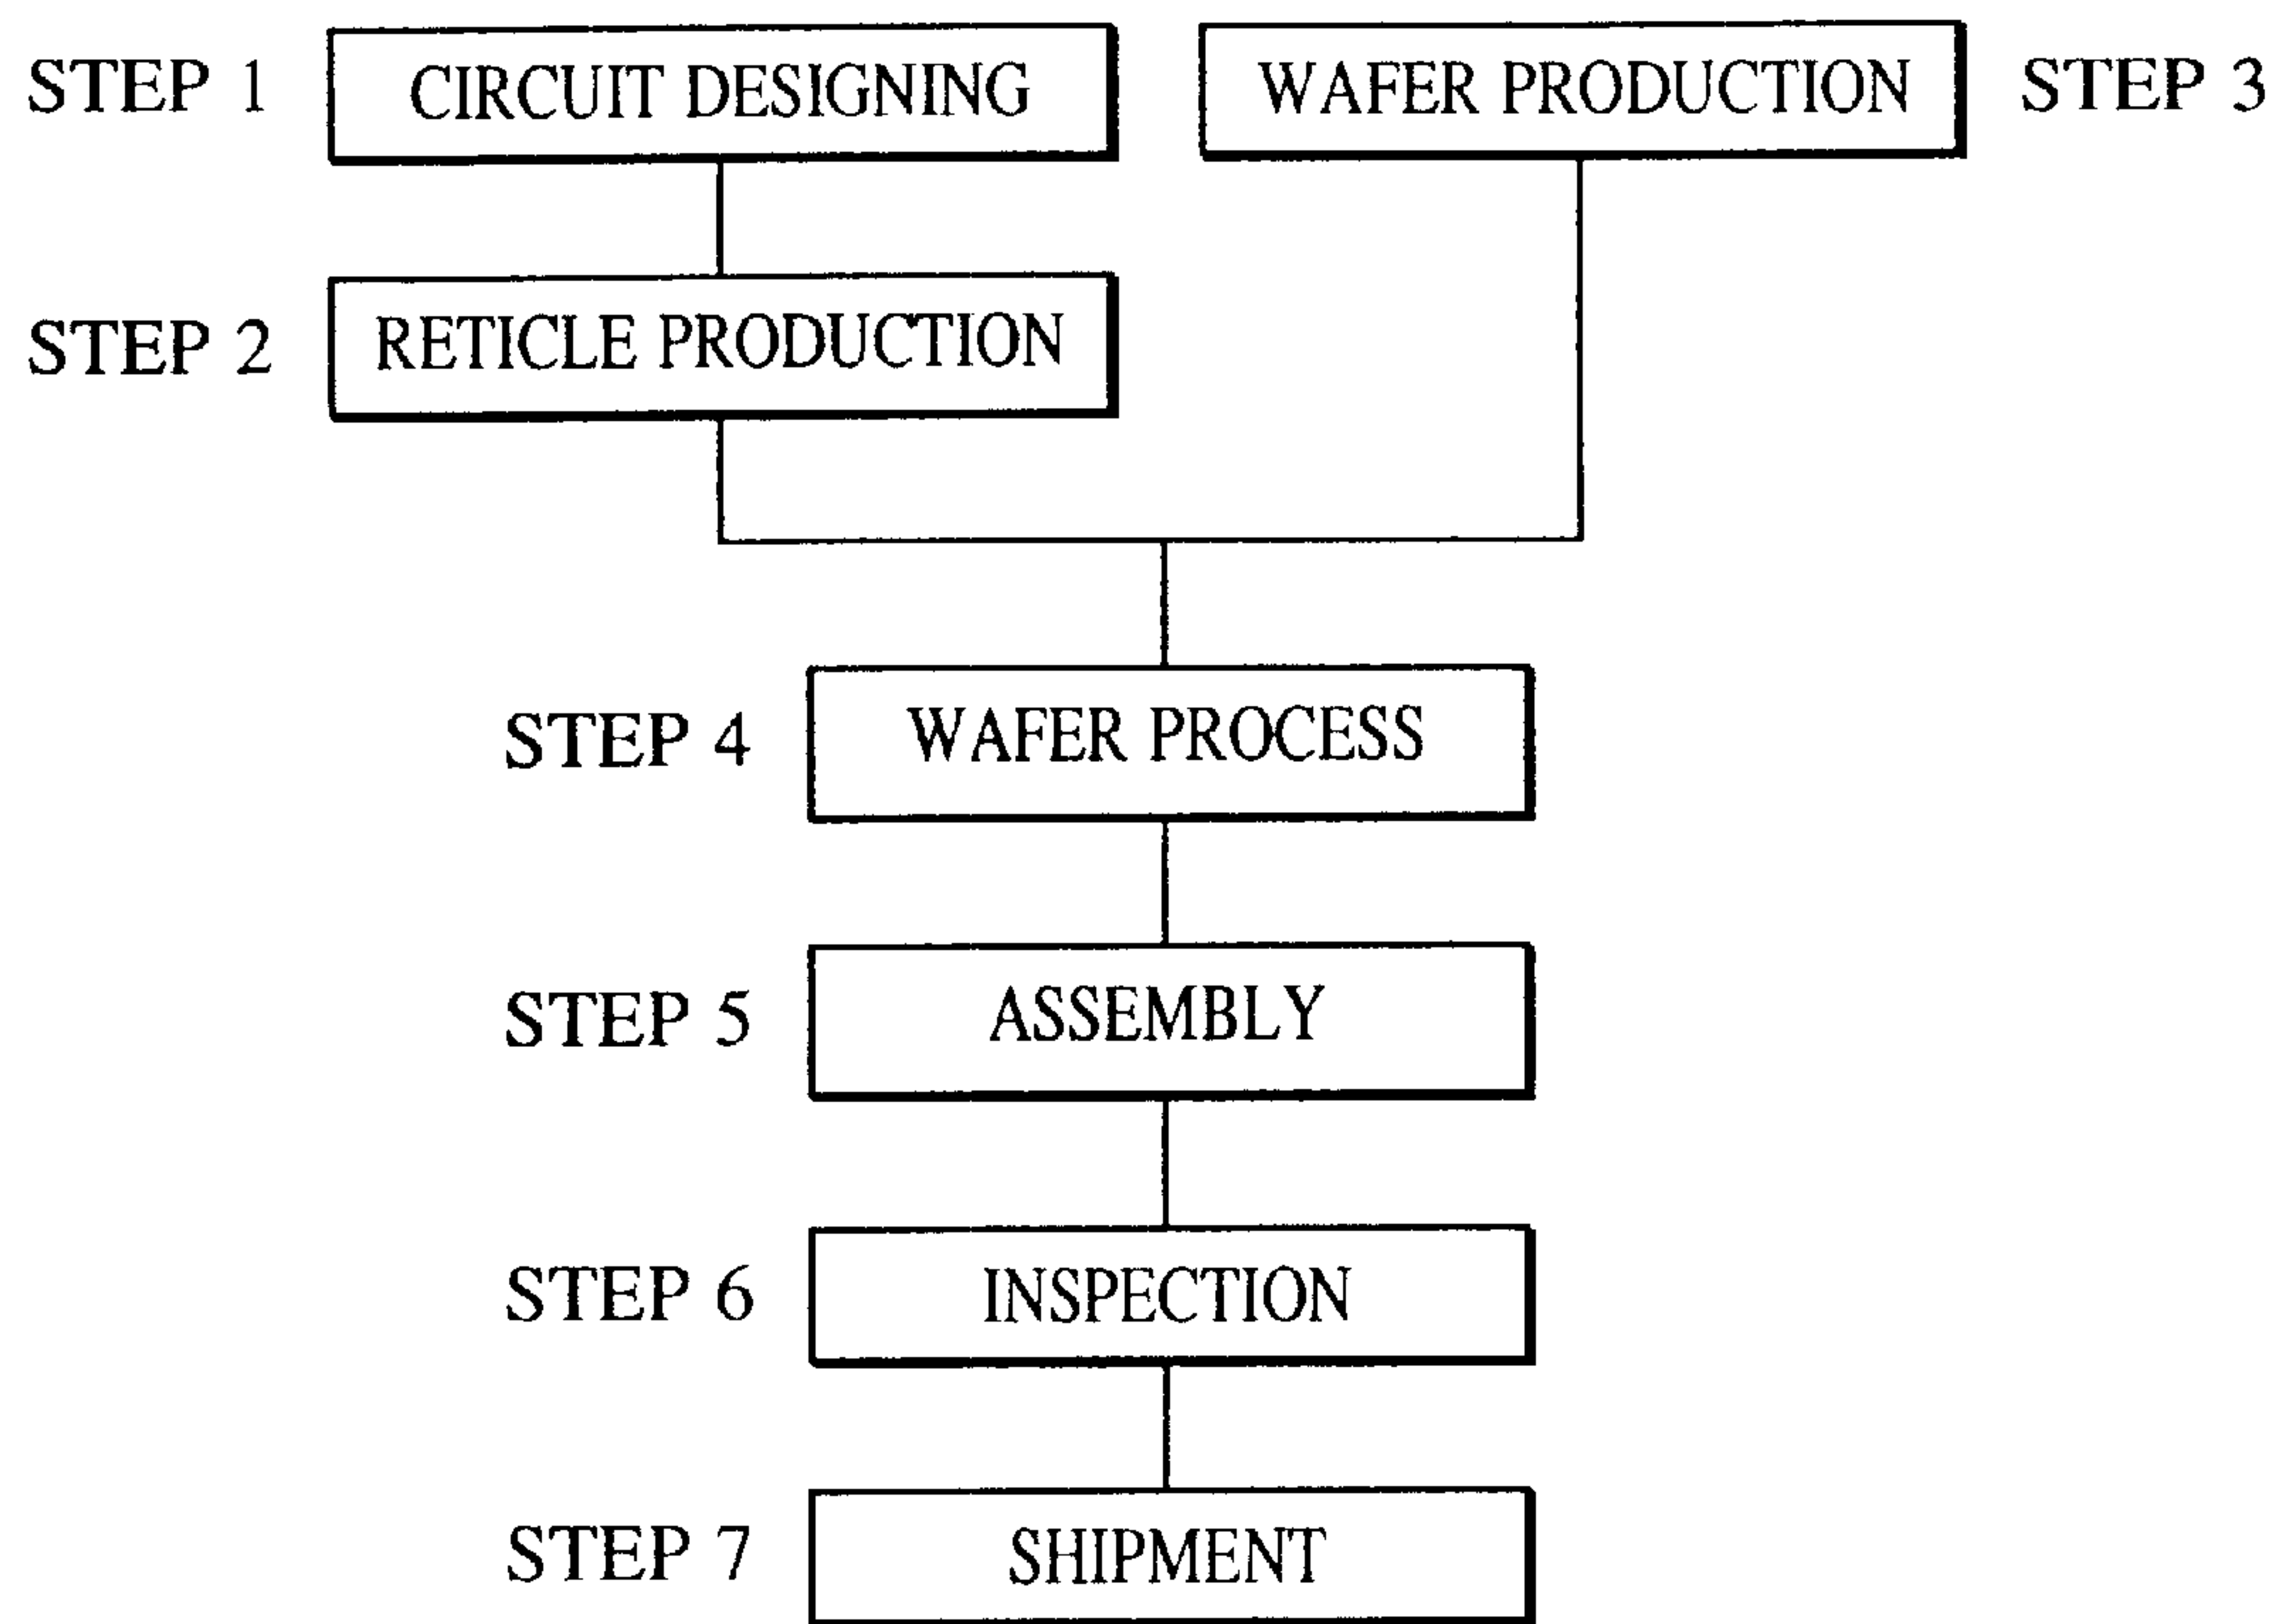 STEP 1 CIRCUIT DESIGNING WAFER PRODUCTION STEP 3
STEP 2 RETICLE PRODUCTION
STEP 4 WAFER PROCESS
STEP 5 ASSEMBLY
STEP 6 INSPECTION
STEP 7 SHIPMENT